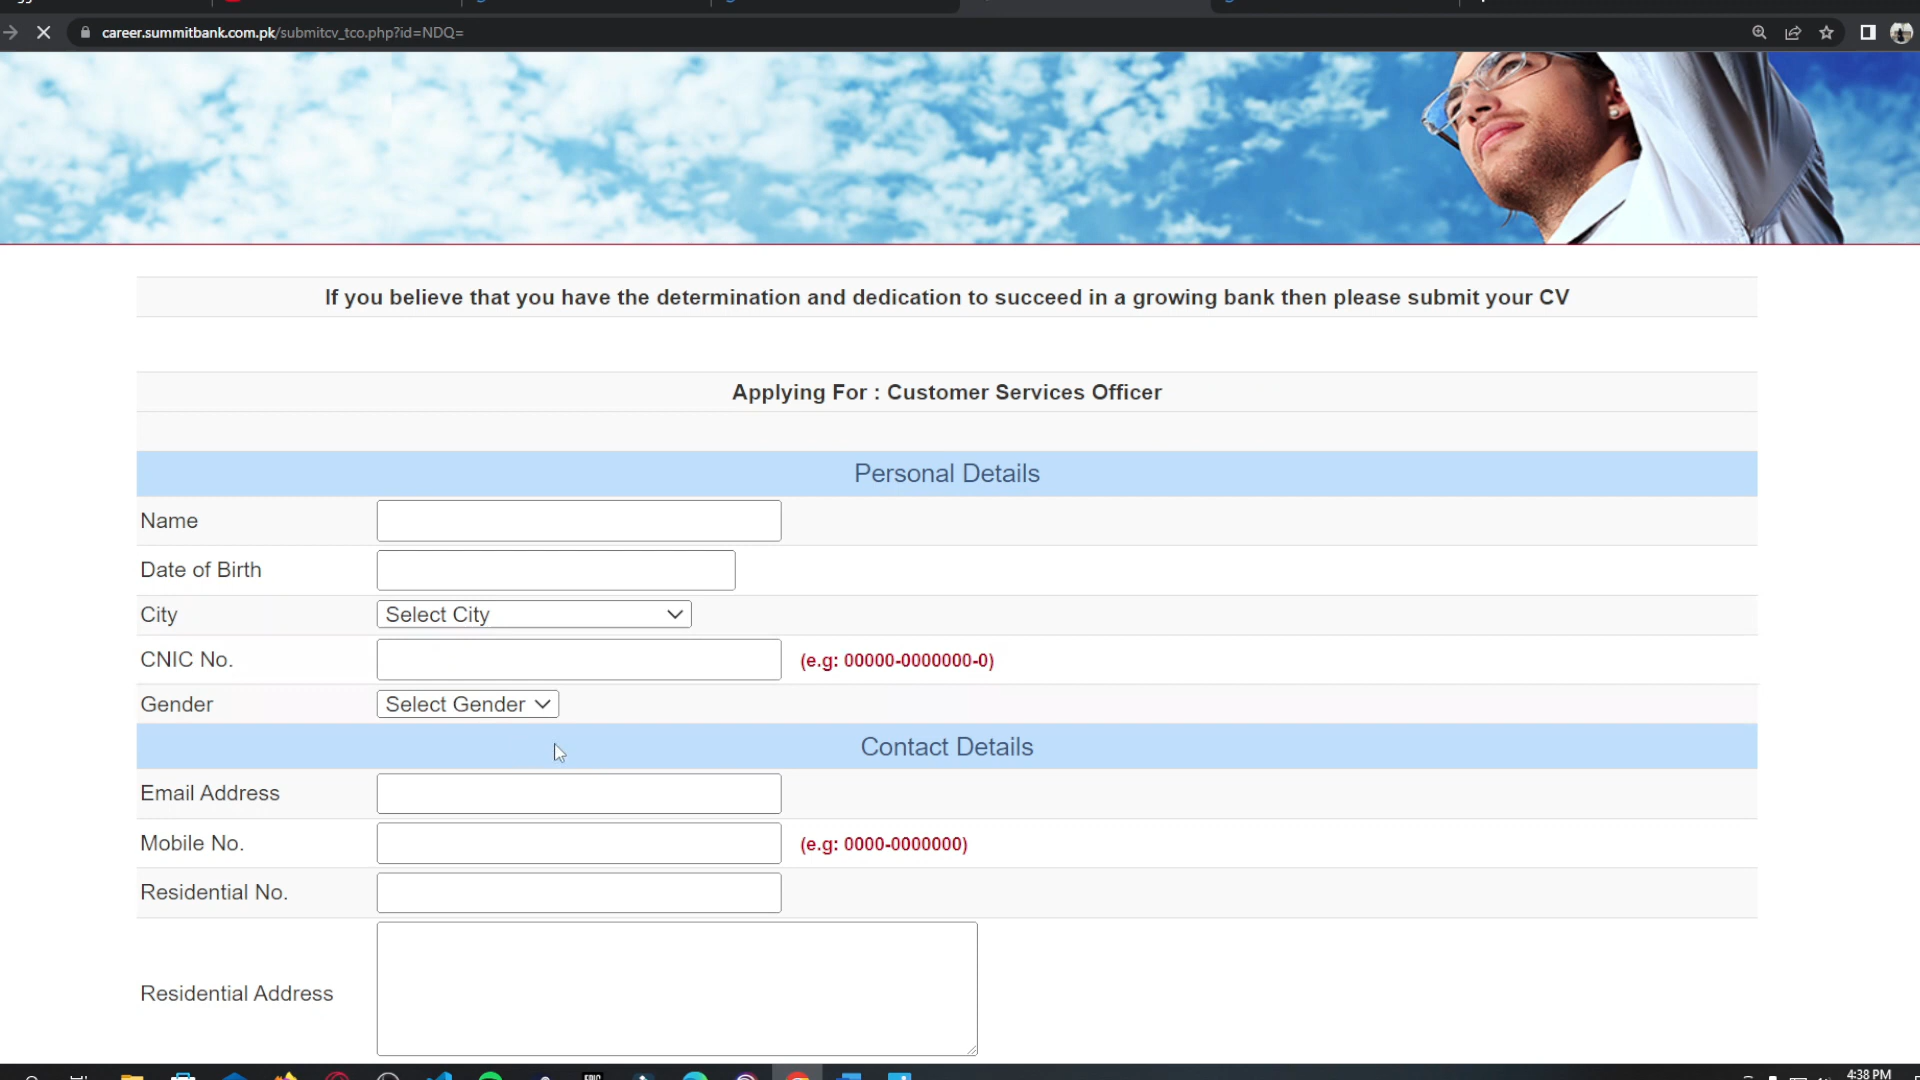 career.summitbank.com.pk/submitcv_tco.php?id=NDQ=
If you believe that you have the determination and dedication to succeed in a growing bank then please submit your CV
Applying For : Customer Services Officer
Personal Details
Name
Date of Birth
City Select City
CNIC No. (e.g: 00000-0000000-0)
Gender Select Gender
Contact Details
Email Address
Mobile No. (e.g: 0000-0000000)
Residential No.
Residential Address
EPIC
4:38 PM